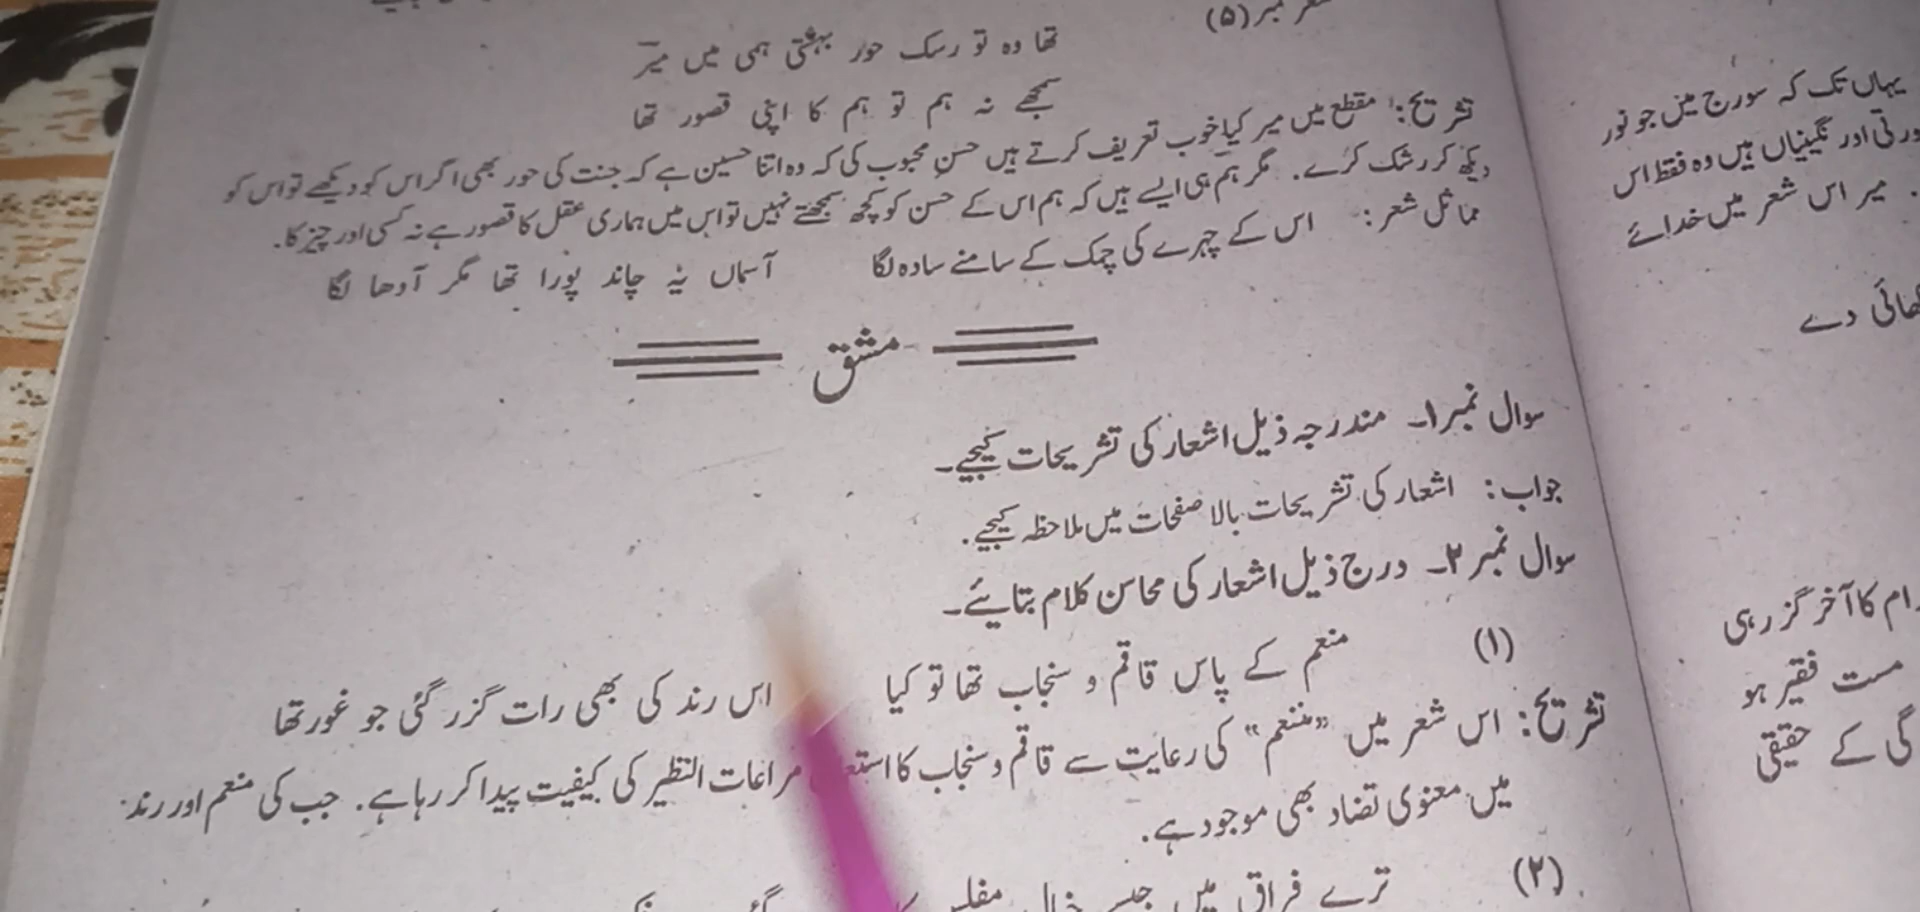 شعر نمبر (۵)
تھا وہ تو رشک حور بہشتی ہمی میں میرؔ
سمجھے نہ ہم تو ہم کا اپنی قصور تھا
تشریح: مقطع میں میر کیا خوب تعریف کرتے ہیں حسنِ محبوب کی کہ وہ اتنا حسین ہے کہ جنت کی حور بھی اگر اس کو دیکھے تو اس کو
دیکھ کر رشک کرے. مگر ہم ہی ایسے ہیں کہ ہم اس کے حسن کو کچھ سمجھتے نہیں تو اس میں ہماری عقل کا قصور ہے نہ کسی اور چیز کا.
مماثل شعر: اس کے چہرے کی چمک کے سامنے سادہ لگا آسماں پہ چاند پورا تھا مگر آدھا لگا
مشق
سوال نمبر ۱۔ مندرجہ ذیل اشعار کی تشریحات کیجیے۔
جواب: اشعار کی تشریحات بالا صفحات میں ملاحظہ کیجیے.
سوال نمبر ۲۔ درج ذیل اشعار کی محاسن کلام بتایئے۔
(۱) منعم کے پاس قاقم و سنجاب تھا تو کیا اس رند کی بھی رات گزر گئی جو غور تھا
تشریح: اس شعر میں "منعم" کی رعایت سے قاقم و سنجاب کا مراعات النظیر کی کیفیت پیدا کر رہا ہے. جب کی منعم اور رند
میں معنوی تضاد بھی موجود ہے.
(۲) ترے فراق میں جیسے خیال مفلس کا
یہاں تک کہ سورج میں جو نور
اور نگینیاں ہیں وہ فقط اس
. میر اس شعر میں خدائے
دے
کا آخر گزر رہی
مست فقیر ہو
کے حقیقی